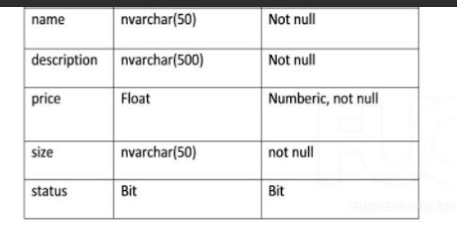 name nvarchar(50) Not null
description nvarchar(500) Not null
price Float Numberic, not null
size nvarchar(50) not null
status Bit Bit